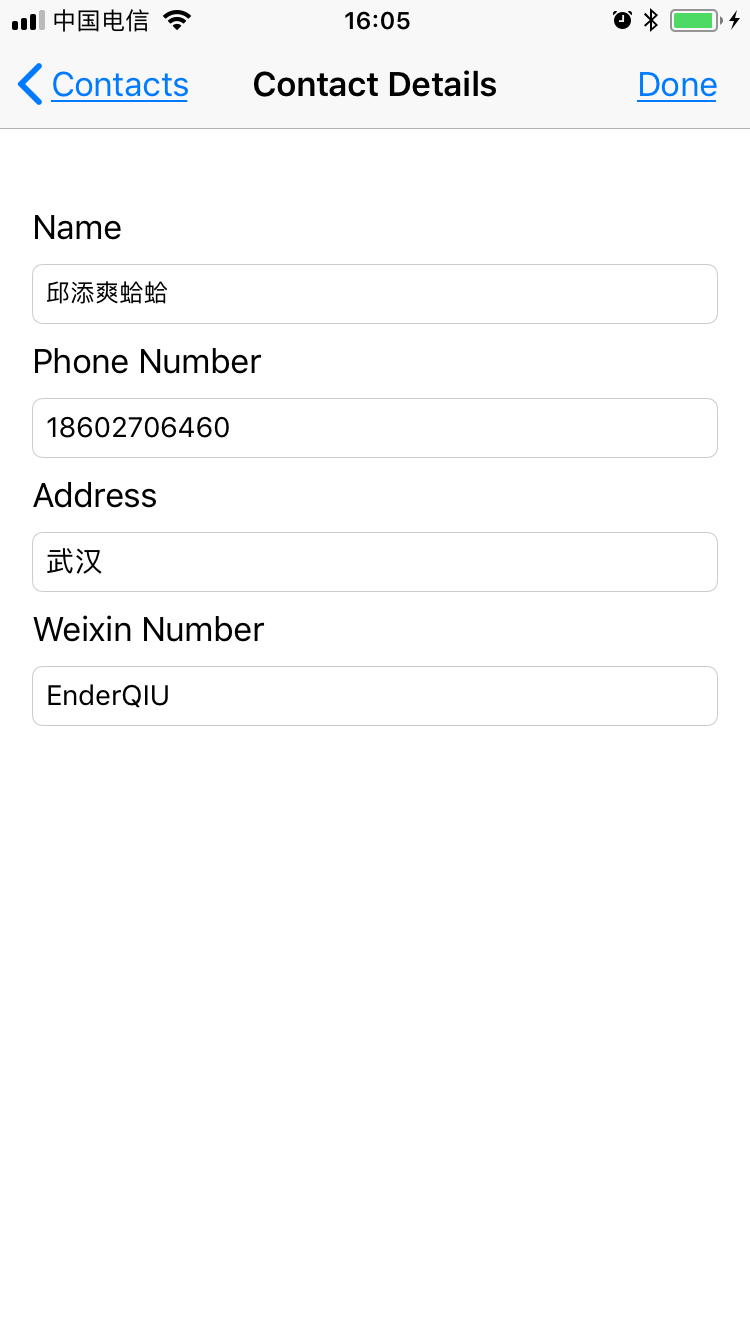 中国电信 16:05
Contacts Contact Details Done
Name
邱添爽蛤蛤
Phone Number
18602706460
Address
武汉
Weixin Number
EnderQIU